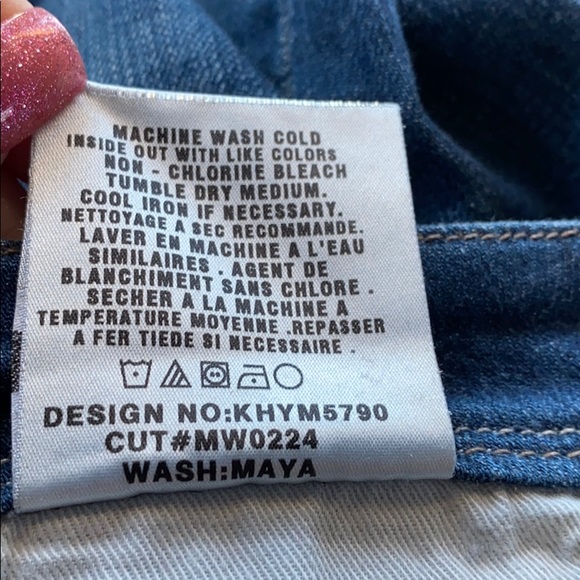 MACHINE WASH COLD
INSIDE OUT WITH LIKE COLORS
NON - CHLORINE BLEACH
TUMBLE DRY MEDIUM.
COOL IRON IF NECESSARY.
NETTOYAGE A SEC RECOMMANDE.
LAVER EN MACHINE A L'EAU
SIMILAIRES . AGENT DE
BLANCHIMENT SANS CHLORE .
SECHER A LA MACHINE A
TEMPERATURE MOYENNE .REPASSER
A FER TIEDE SI NECESSAIRE .
DESIGN NO:KHYM5790
CUT#MW0224
WASH:MAYA